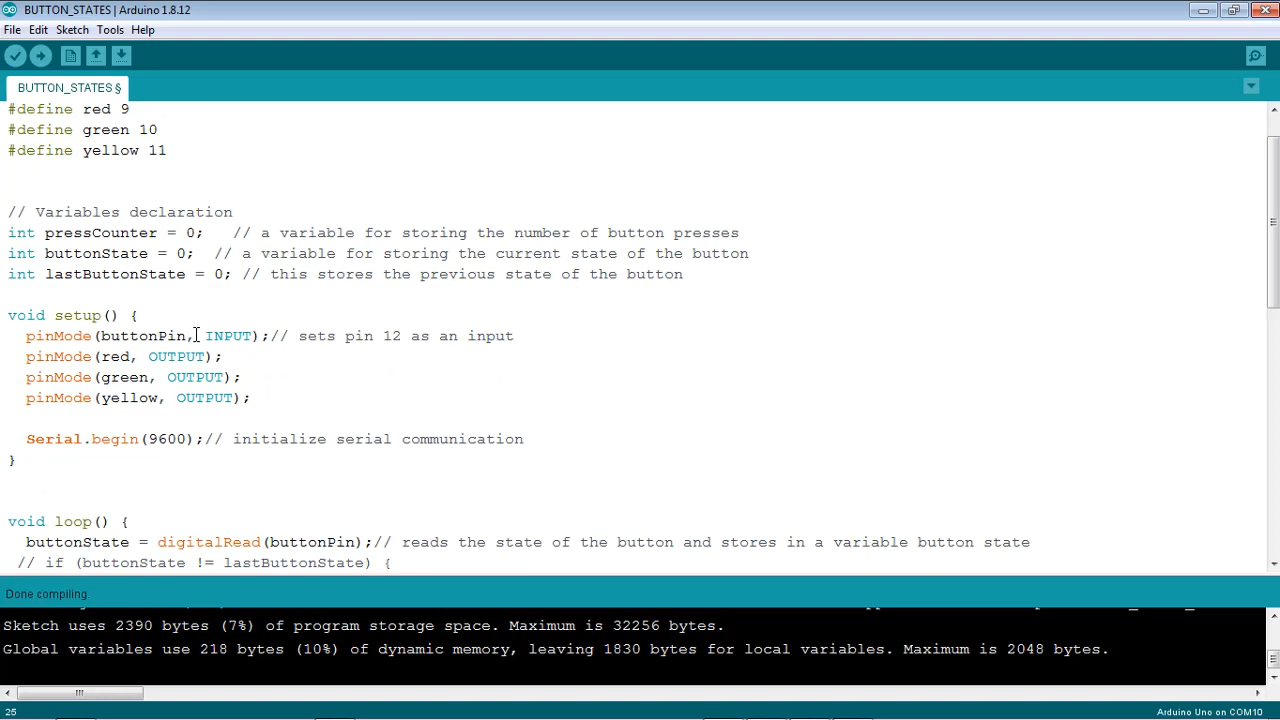 BUTTON_STATES | Arduino 1.8.12
File Edit Sketch Tools Help
BUTTON_STATES §
#define red 9
#define green 10
#define yellow 11
// Variables declaration
int pressCounter = 0;   // a variable for storing the number of button presses
int buttonState = 0;  // a variable for storing the current state of the button
int lastButtonState = 0; // this stores the previous state of the button
void setup() {
pinMode(buttonPin, INPUT);// sets pin 12 as an input
pinMode(red, OUTPUT);
pinMode(green, OUTPUT);
pinMode(yellow, OUTPUT);
Serial.begin(9600);// initialize serial communication
}
void loop() {
buttonState = digitalRead(buttonPin);// reads the state of the button and stores in a variable button state
// if (buttonState != lastButtonState) {
Done compiling.
Sketch uses 2390 bytes (7%) of program storage space. Maximum is 32256 bytes.
Global variables use 218 bytes (10%) of dynamic memory, leaving 1830 bytes for local variables. Maximum is 2048 bytes.
25
Arduino Uno on COM10